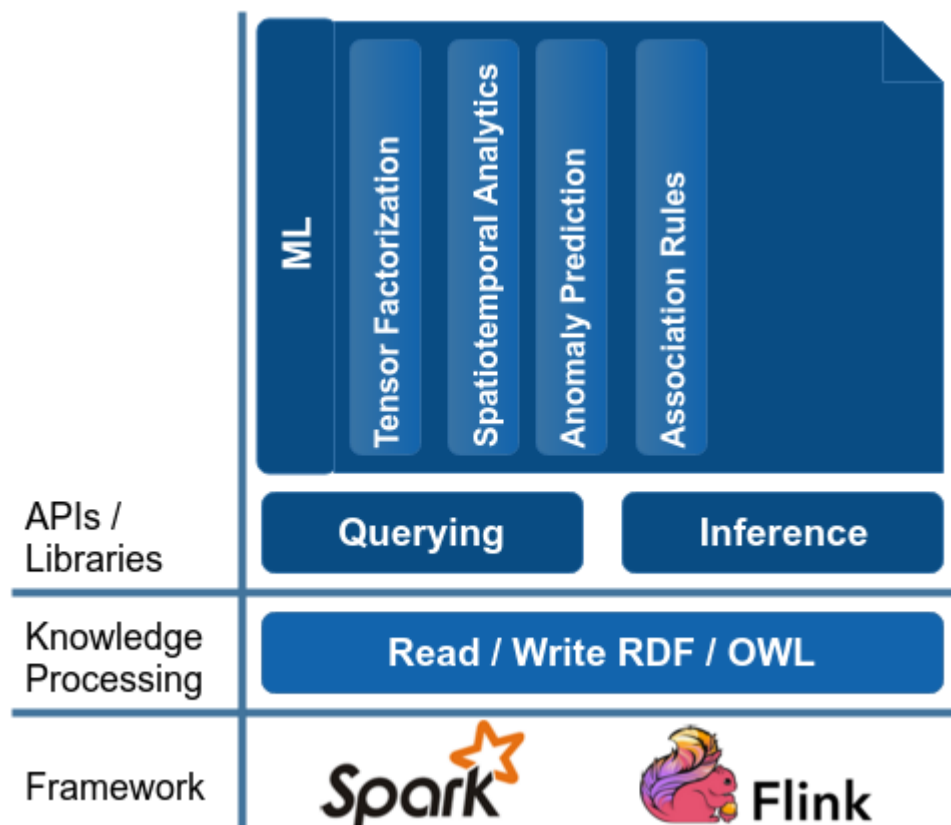 ML
Tensor Factorization
Spatiotemporal Analytics
Anomaly Prediction
Association Rules
APIs /
Libraries
Querying
Inference
Knowledge
Processing
Read / Write RDF / OWL
Framework
Spark
Flink